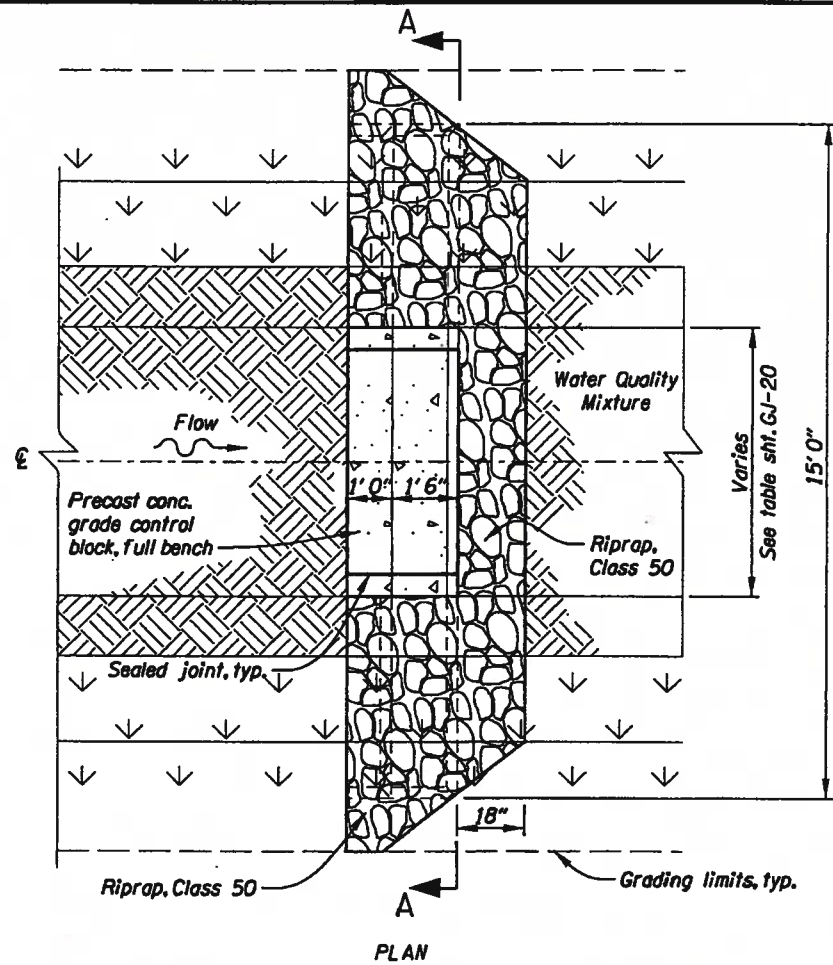 A
Flow
Water Quality
Mixture
Varies
See table sht. GJ-20
15' 0"
℄
1' 0"
1' 6"
Precast conc.
grade control
block, full bench
Riprap,
Class 50
Sealed joint, typ.
18"
Riprap, Class 50
A
Grading limits, typ.
PLAN